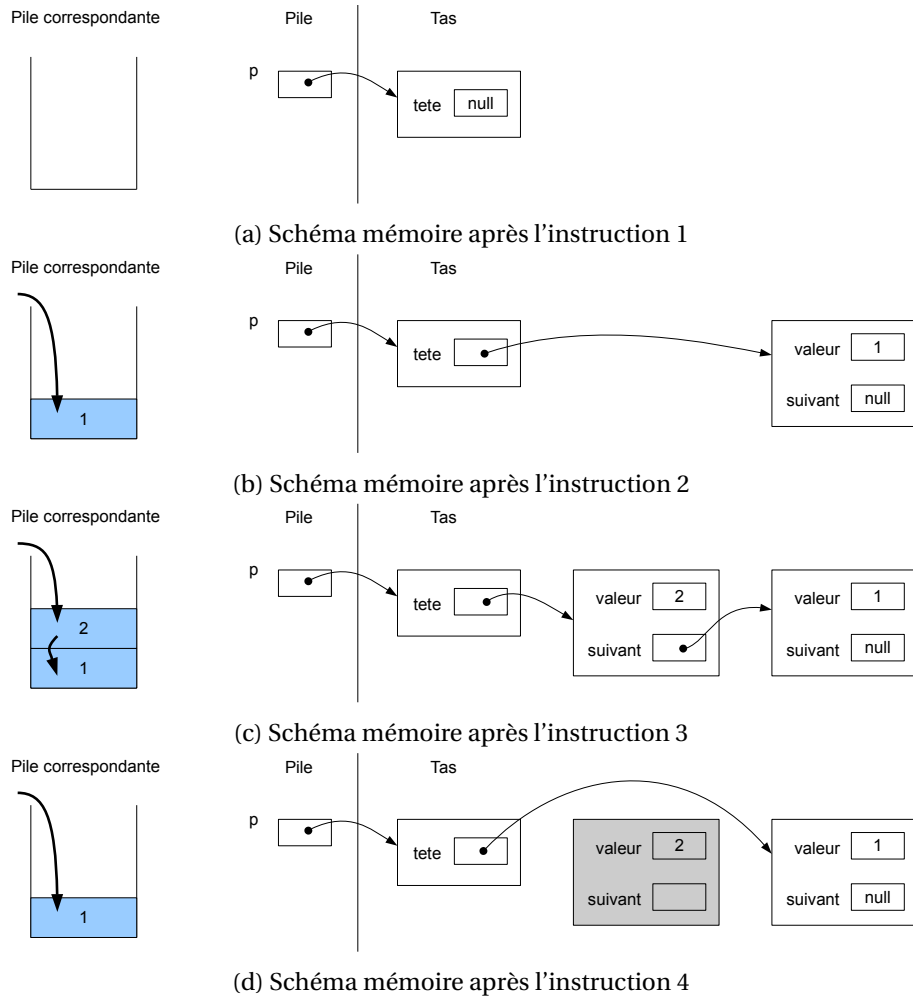 Pile correspondante Pile Tas
p
tete null
(a) Schéma mémoire après l'instruction 1
Pile correspondante Pile Tas
p
tete
valeur 1
suivant null
1
(b) Schéma mémoire après l'instruction 2
Pile correspondante Pile Tas
p
tete
valeur 2 valeur 1
suivant suivant null
2
1
(c) Schéma mémoire après l'instruction 3
Pile correspondante Pile Tas
p
tete
valeur 2 valeur 1
suivant suivant null
1
(d) Schéma mémoire après l'instruction 4